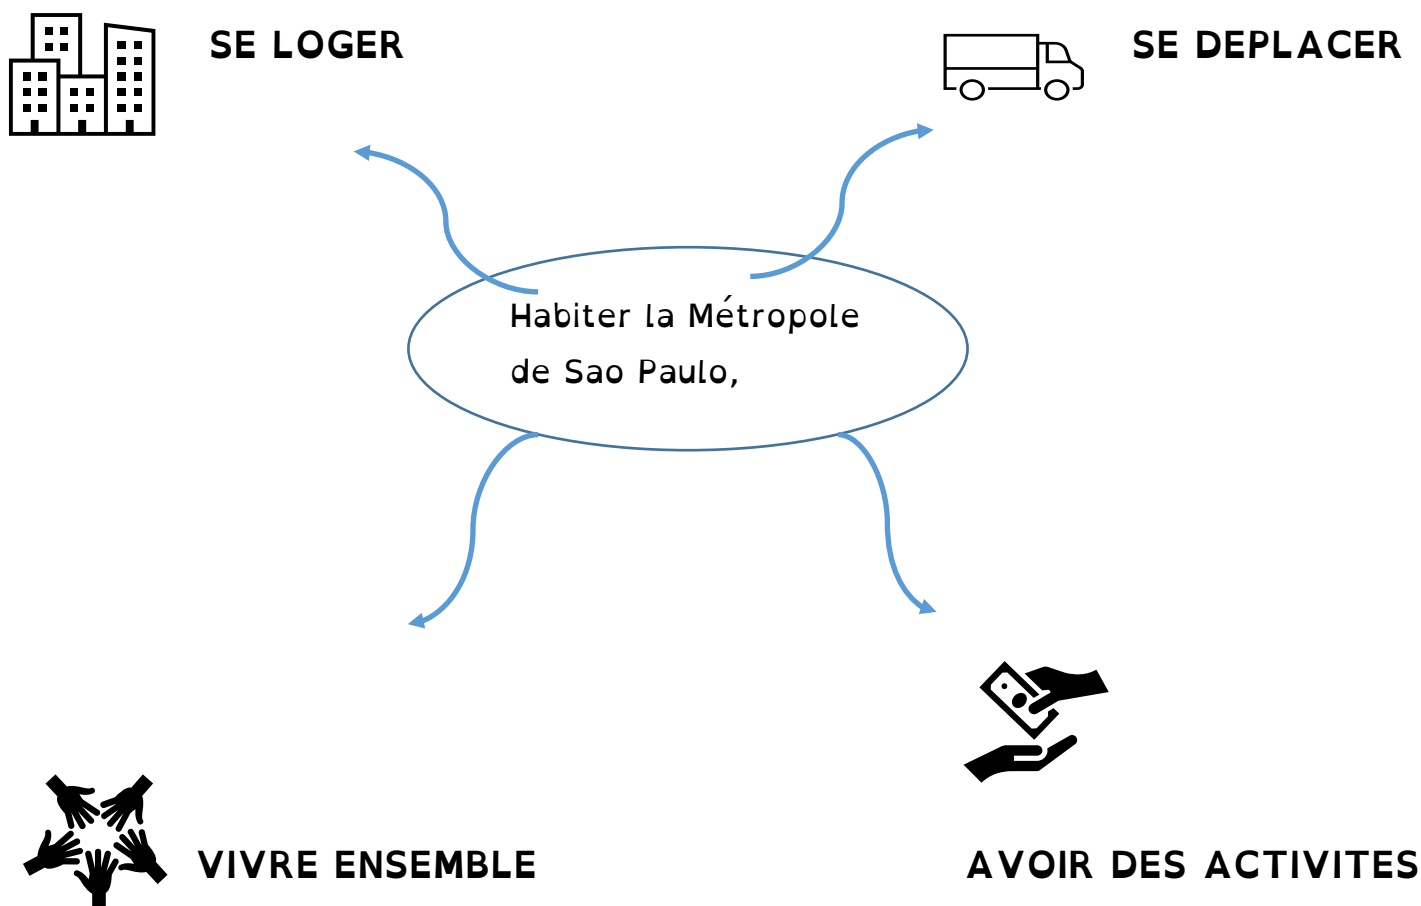 SE LOGER
SE DEPLACER
Habiter la Métropole
de Sao Paulo,
VIVRE ENSEMBLE
AVOIR DES ACTIVITES